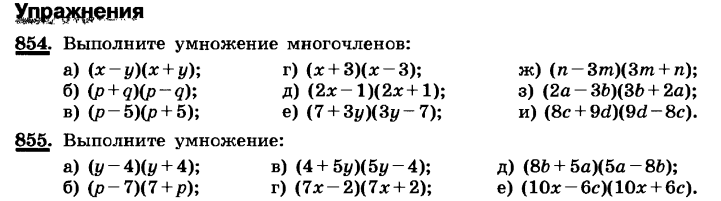 Упражнения
854. Выполните умножение многочленов:
а) (x − y)(x + y); г) (x + 3)(x − 3); ж) (n − 3m)(3m + n);
б) (p + q)(p − q); д) (2x − 1)(2x + 1); з) (2a − 3b)(3b + 2a);
в) (p − 5)(p + 5); е) (7 + 3y)(3y − 7); и) (8c + 9d)(9d − 8c).
855. Выполните умножение:
а) (y − 4)(y + 4); в) (4 + 5y)(5y − 4); д) (8b + 5a)(5a − 8b);
б) (p − 7)(7 + p); г) (7x − 2)(7x + 2); е) (10x − 6c)(10x + 6c).